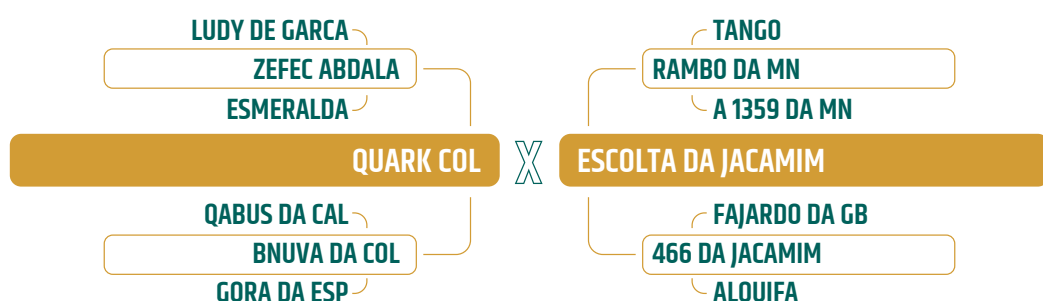 LUDY DE GARCA
ZEFEC ABDALA
ESMERALDA
QUARK COL
QABUS DA CAL
BNUVA DA COL
GORA DA ESP
X
TANGO
RAMBO DA MN
A 1359 DA MN
ESCOLTA DA JACAMIM
FAJARDO DA GB
466 DA JACAMIM
ALOUIFA